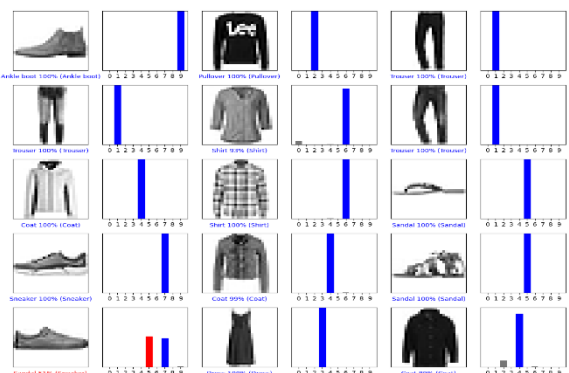 Lee
Ankle boot 100% (Ankle boot)
0 1 2 3 4 5 6 7 8 9
Pullover 100% (Pullover)
0 1 2 3 4 5 6 7 8 9
Trouser 100% (Trouser)
0 1 2 3 4 5 6 7 8 9
Trouser 100% (Trouser)
0 1 2 3 4 5 6 7 8 9
Shirt 93% (Shirt)
0 1 2 3 4 5 6 7 8 9
Trouser 100% (Trouser)
0 1 2 3 4 5 6 7 8 9
Coat 100% (Coat)
0 1 2 3 4 5 6 7 8 9
Shirt 100% (Shirt)
0 1 2 3 4 5 6 7 8 9
Sandal 100% (Sandal)
0 1 2 3 4 5 6 7 8 9
Sneaker 100% (Sneaker)
0 1 2 3 4 5 6 7 8 9
Coat 99% (Coat)
0 1 2 3 4 5 6 7 8 9
Sandal 100% (Sandal)
0 1 2 3 4 5 6 7 8 9
0 1 2 3 4 5 6 7 8 9
0 1 2 3 4 5 6 7 8 9
0 1 2 3 4 5 6 7 8 9